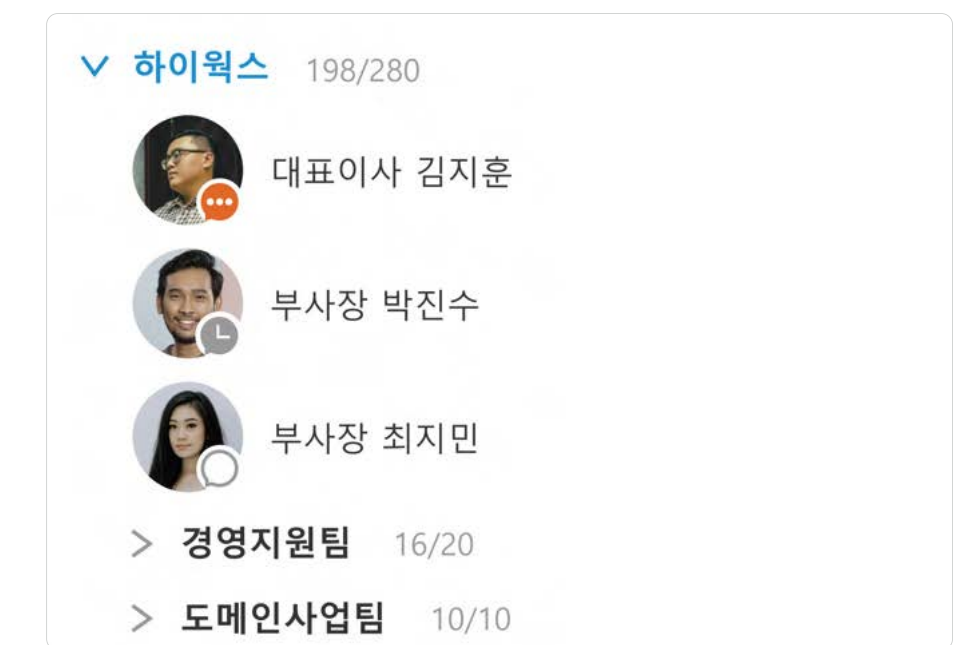 하이웍스 198/280
대표이사 김지훈
부사장 박진수
부사장 최지민
경영지원팀 16/20
도메인사업팀 10/10